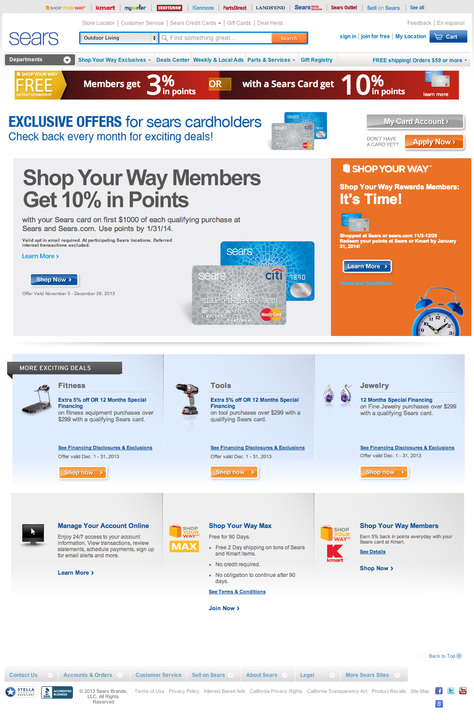 SHOP YOUR WAY kmart mygofer CRAFTSMAN Kenmore PartsDirect LANDS'END Sears Sears Outlet Sell on Sears See all
Store Locator | Customer Service | Sears Credit Cards | Gift Cards | Deal Heist Feedback | En espanol
sears Outdoor Living Find something great... Search sign in | join for free | My Location Cart
Departments Shop Your Way Exclusives Deals Center Weekly & Local Ads Parts & Services Gift Registry FREE shipping! Orders $59 or more
SHOP YOUR WAY
FREE
Members get 3% in points OR with a Sears Card get 10% in points
learn more
EXCLUSIVE OFFERS for sears cardholders
Check back every month for exciting deals!
My Card Account ›
DON'T HAVE
A CARD YET?
Apply Now ›
Shop Your Way Members
Get 10% in Points
with your Sears card on first $1000 of each qualifying purchase at
Sears and Sears.com. Use points by 1/31/14.
Valid opt in email required. At participating Sears locations. Deferred
interest transactions excluded.
Learn More ›
Shop Now ›
Offer Valid November 3 - December 28, 2013
sears
sears
citi
MasterCard
SHOP YOUR WAY
Shop Your Way Rewards Members:
It's Time!
Shopped at Sears or sears.com 11/3-12/28
Redeem your points at Sears or Kmart by January
31, 2014!
Learn More ›
MORE EXCITING DEALS
Fitness
Extra 5% off OR 12 Months Special
Financing
on fitness equipment purchases over
$299 with a qualifying Sears card.
See Financing Disclosures & Exclusions
Offer valid Dec. 1 - 31, 2013
Shop now ›
Tools
Extra 5% off OR 12 Months Special
Financing
on tool purchases over $299 with a
qualifying Sears card.
See Financing Disclosures & Exclusions
Offer valid Dec. 1 - 31, 2013
Shop now ›
Jewelry
12 Months Special Financing
on Fine Jewelry purchases over $299
with a qualifying Sears card.
See Financing Disclosures & Exclusions
Offer valid Dec. 1 - 31, 2013
Shop now ›
Manage Your Account Online
Enjoy 24/7 access to your account
information. View transactions, review
statements, schedule payments, sign up
for email alerts and more.
Learn More ›
SHOP
YOUR
WAY
MAX
Shop Your Way Max
Free for 90 Days.
• Free 2 Day shipping on tons of Sears
and Kmart items.
• No credit required.
• No obligation to continue after 90
days.
See Terms & Conditions
Join Now ›
SHOP
YOUR
WAY
kmart
Shop Your Way Members
Earn 5% back in points everyday with your
Sears card at Kmart.
See Details
Shop Now ›
Back to Top
Contact Us Accounts & Orders Customer Service Sell on Sears About Sears Legal More Sears Sites
STELLA
ACCREDITED
BUSINESS
© 2013 Sears Brands,
LLC. All Rights
Reserved
Terms of Use Privacy Policy Interest Based Ads California Privacy Rights California Transparency Act Product Recalls Site Map